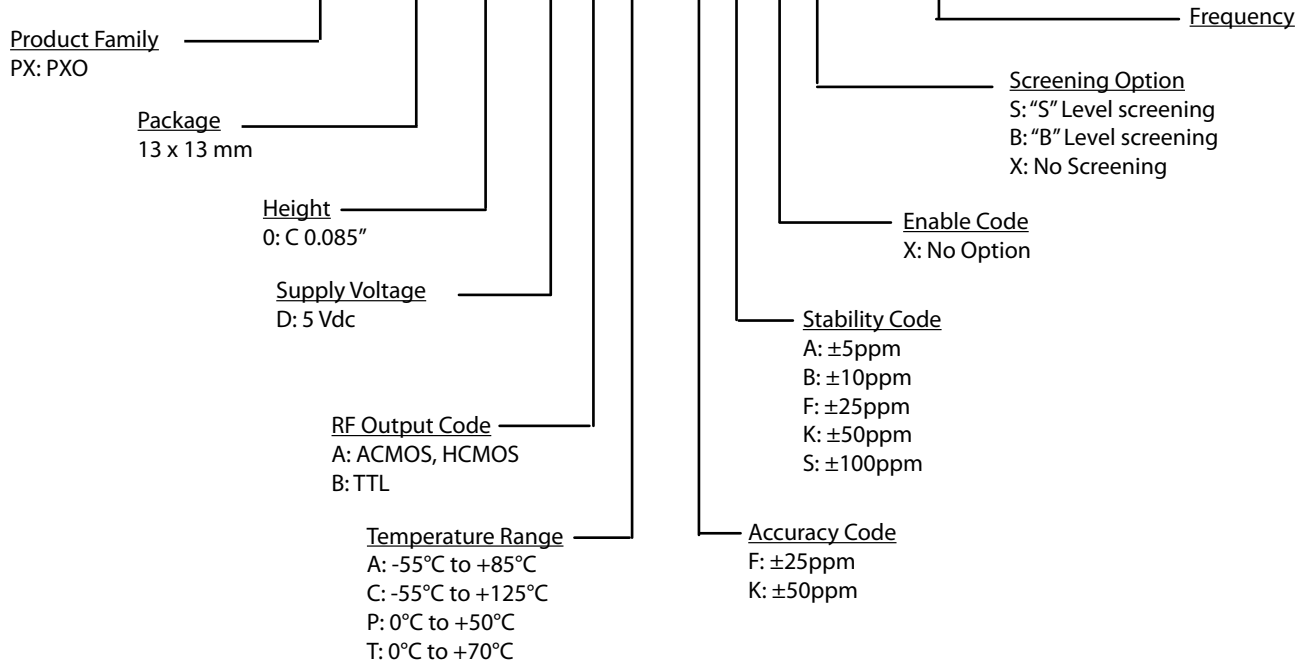 Frequency
Product Family
PX: PXO
Screening Option
S: “S” Level screening
B: “B” Level screening
X: No Screening
Package
13 x 13 mm
Height
0: C 0.085”
Enable Code
X: No Option
Supply Voltage
D: 5 Vdc
Stability Code
A: ±5ppm
B: ±10ppm
F: ±25ppm
K: ±50ppm
S: ±100ppm
RF Output Code
A: ACMOS, HCMOS
B: TTL
Temperature Range
A: -55°C to +85°C
C: -55°C to +125°C
P: 0°C to +50°C
T: 0°C to +70°C
Accuracy Code
F: ±25ppm
K: ±50ppm